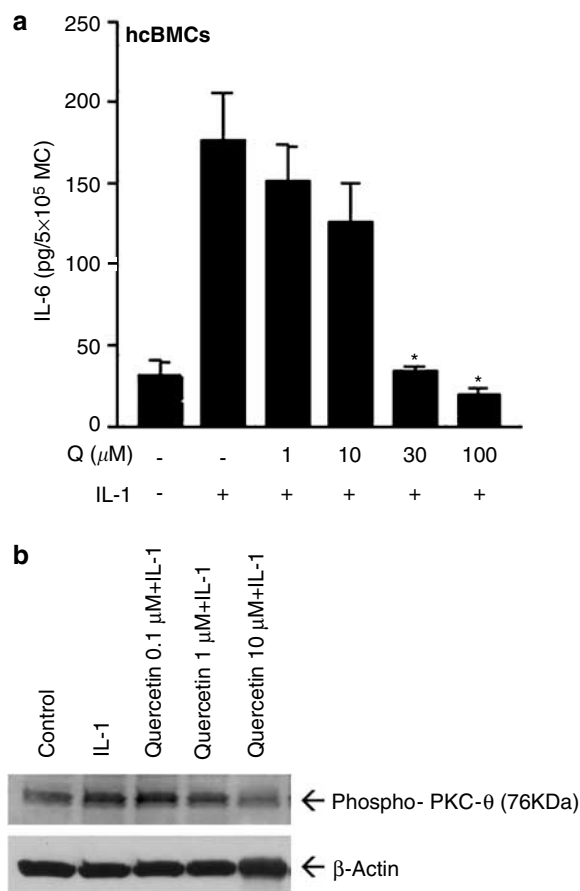 a
hcBMCs
IL-6 (pg/5×10⁵ MC)
250
200
150
100
50
0
* *
Q (μM) - - 1 10 30 100
IL-1 - + + + + +
b
Control
IL-1
Quercetin 0.1 μM+IL-1
Quercetin 1 μM+IL-1
Quercetin 10 μM+IL-1
← Phospho- PKC-θ (76KDa)
← β-Actin